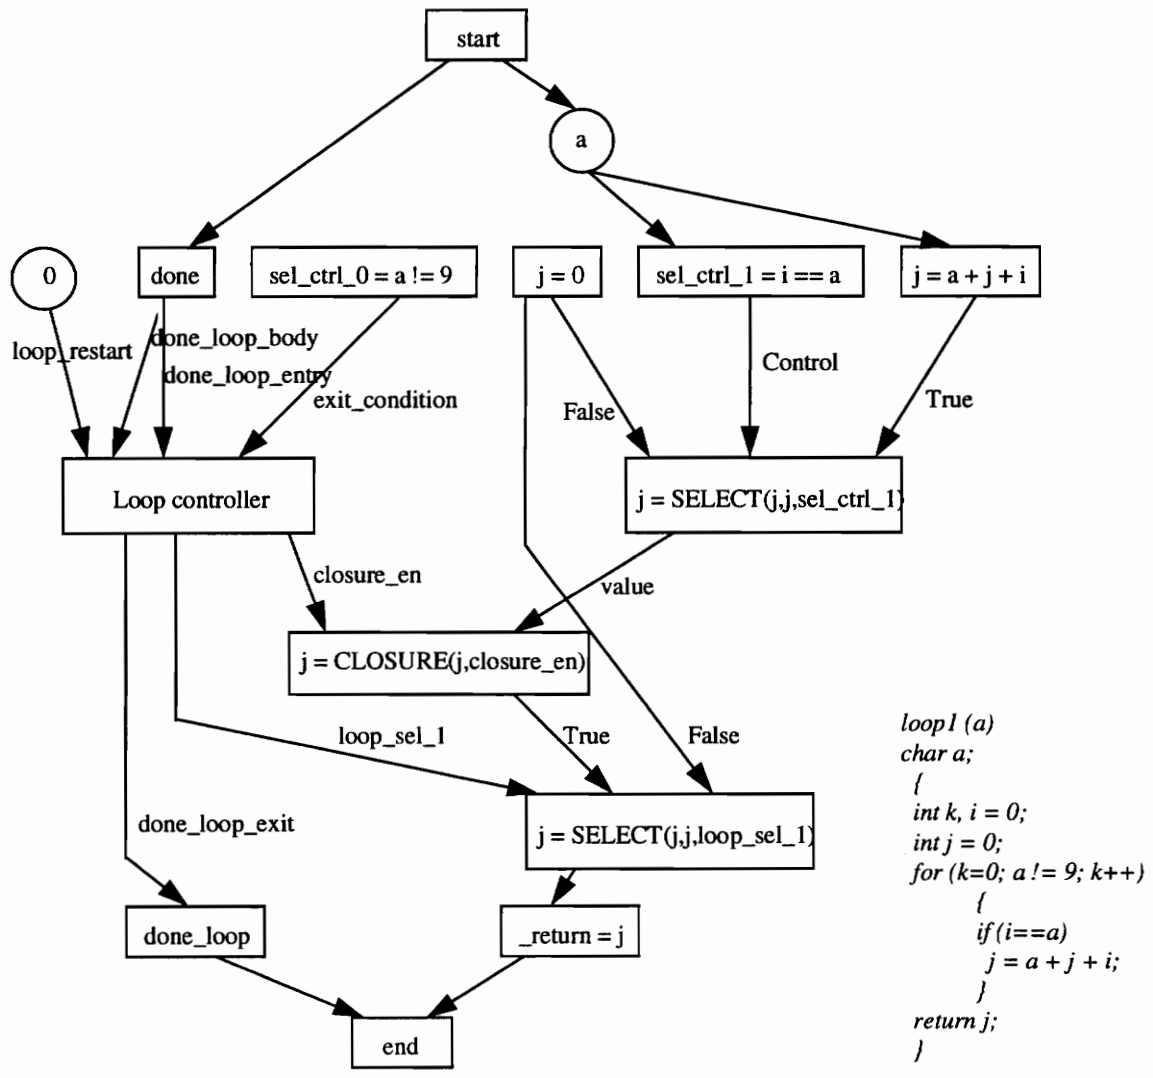 start
a
0
done
sel_ctrl_0 = a != 9
j = 0
sel_ctrl_1 = i == a
j = a + j + i
loop_restart
done_loop_body
done_loop_entry
exit_condition
False
Control
True
Loop controller
j = SELECT(j,j,sel_ctrl_1)
closure_en
value
j = CLOSURE(j,closure_en)
loop_sel_1
True
False
done_loop_exit
j = SELECT(j,j,loop_sel_1)
done_loop
_return = j
end
loop1 (a)
char a;
{
int k, i = 0;
int j = 0;
for (k=0; a != 9; k++)
{
if(i==a)
j = a + j + i;
}
return j;
}